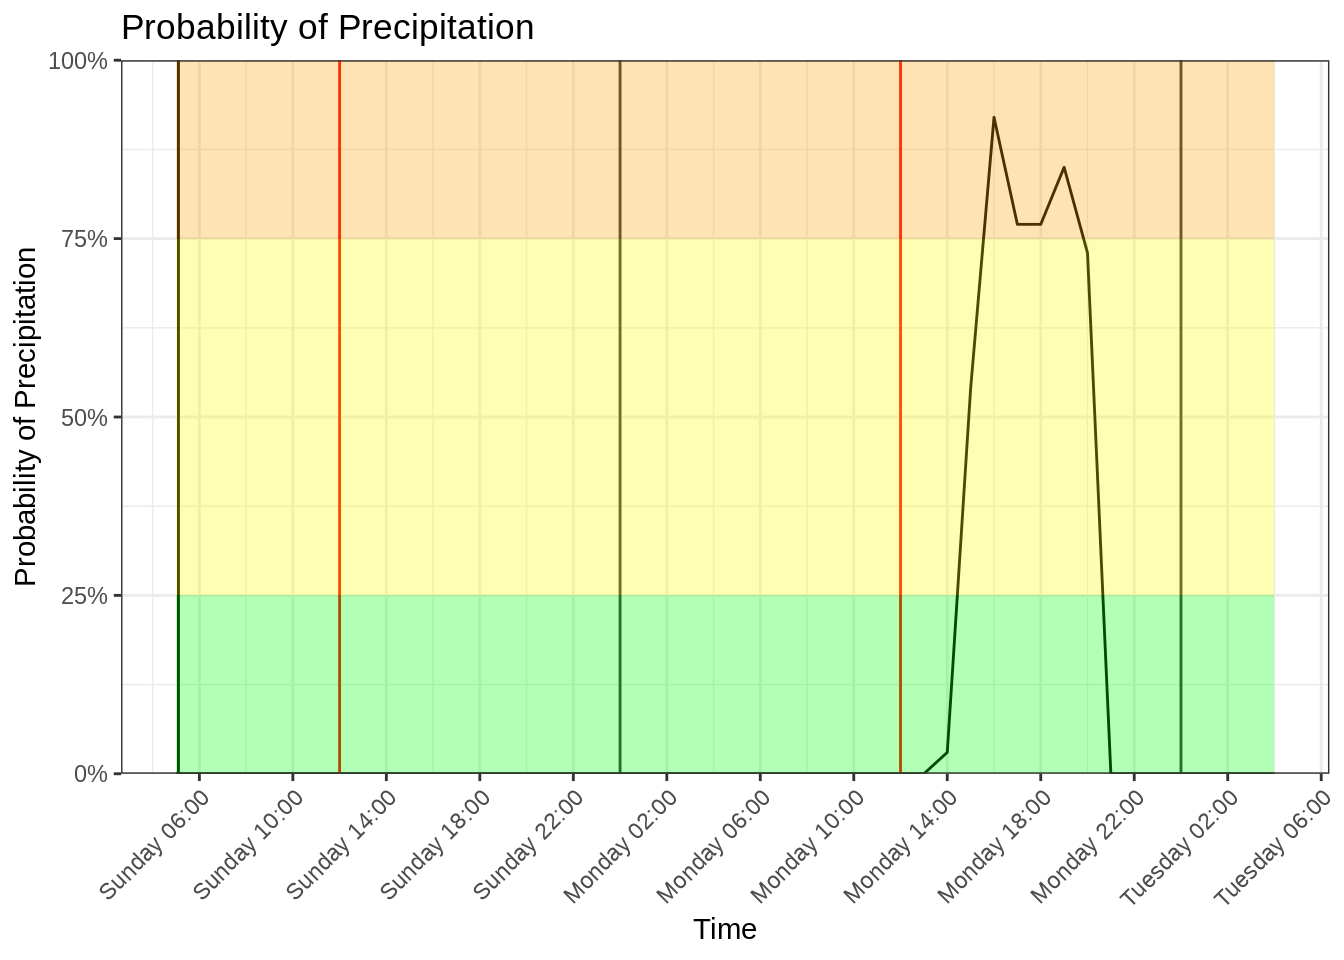 Probability of Precipitation
Probability of Precipitation
100%
75%
50%
25%
0%
Sunday 06:00
Sunday 10:00
Sunday 14:00
Sunday 18:00
Sunday 22:00
Monday 02:00
Monday 06:00
Monday 10:00
Monday 14:00
Monday 18:00
Monday 22:00
Tuesday 02:00
Tuesday 06:00
Time